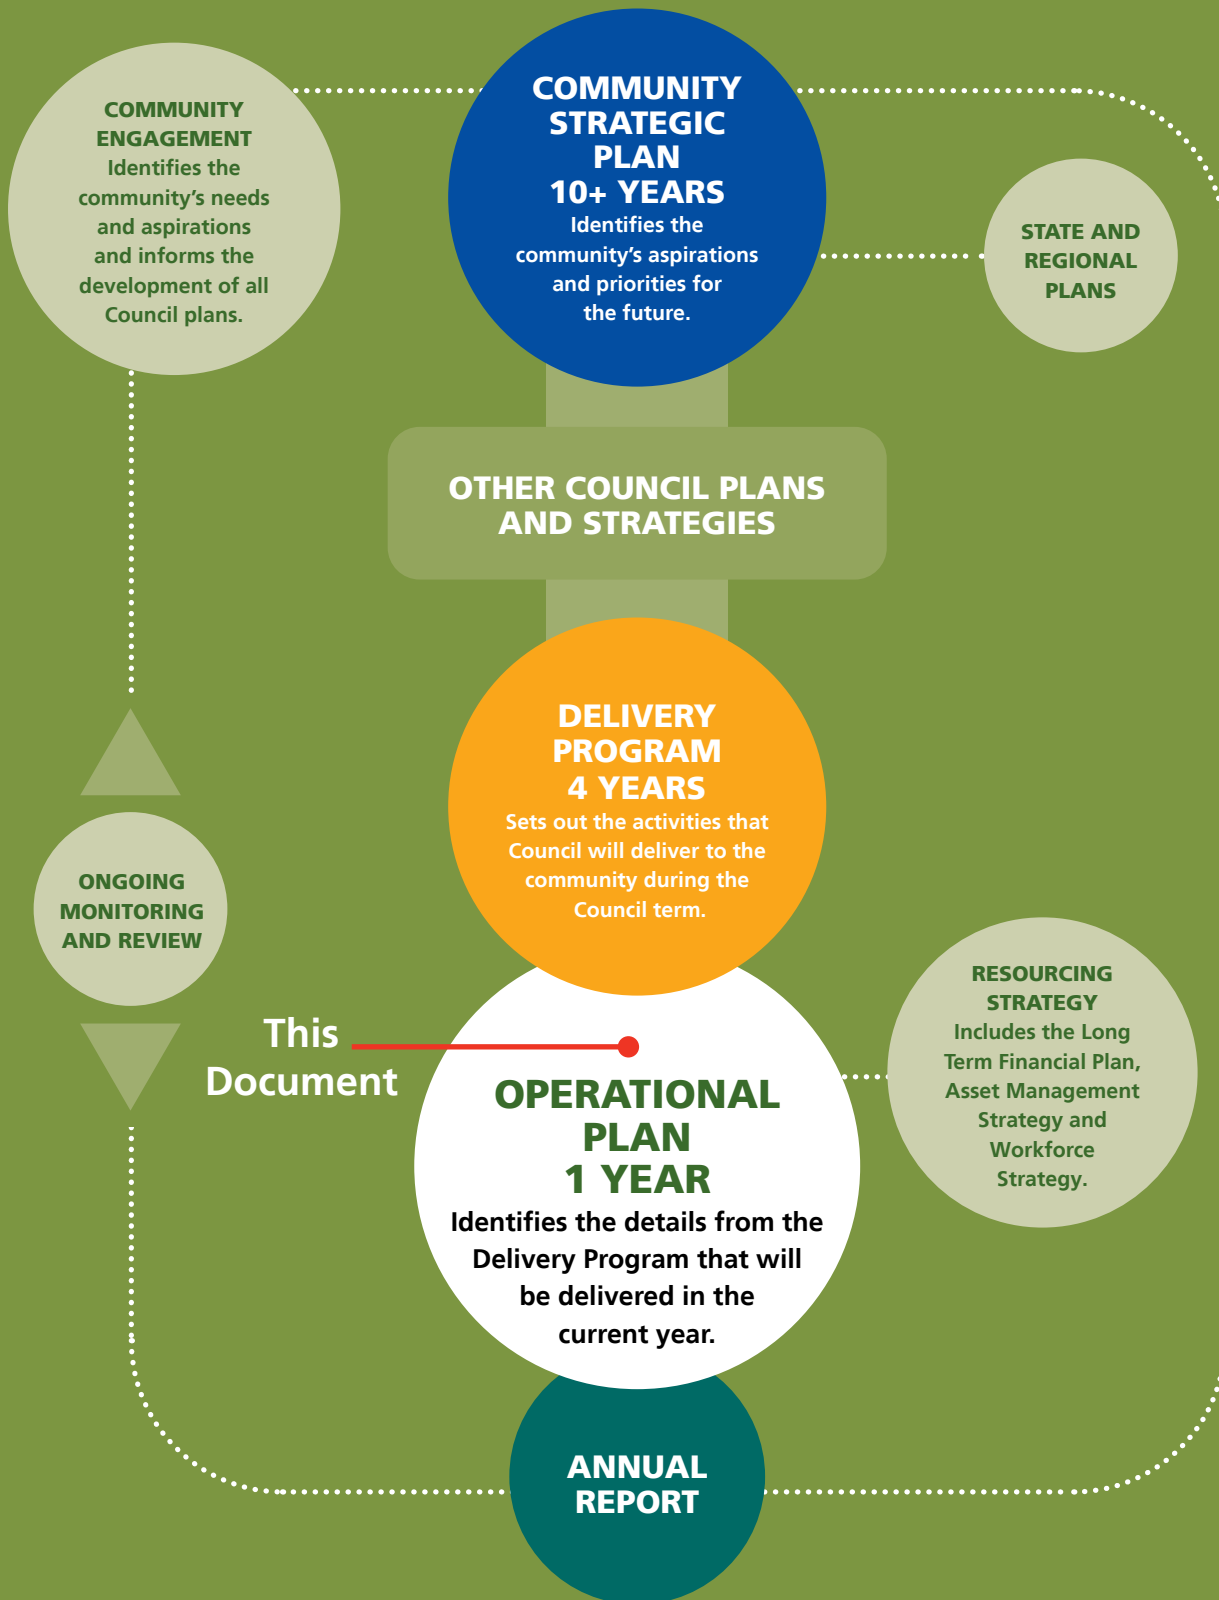 COMMUNITY
ENGAGEMENT
Identifies the
community's needs
and aspirations
and informs the
development of all
Council plans.
COMMUNITY
STRATEGIC
PLAN
10+ YEARS
Identifies the
community's aspirations
and priorities for
the future.
STATE AND
REGIONAL
PLANS
OTHER COUNCIL PLANS
AND STRATEGIES
DELIVERY
PROGRAM
4 YEARS
Sets out the activities that
Council will deliver to the
community during the
Council term.
ONGOING
MONITORING
AND REVIEW
This
Document
OPERATIONAL
PLAN
1 YEAR
Identifies the details from the
Delivery Program that will
be delivered in the
current year.
RESOURCING
STRATEGY
Includes the Long
Term Financial Plan,
Asset Management
Strategy and
Workforce
Strategy.
ANNUAL
REPORT